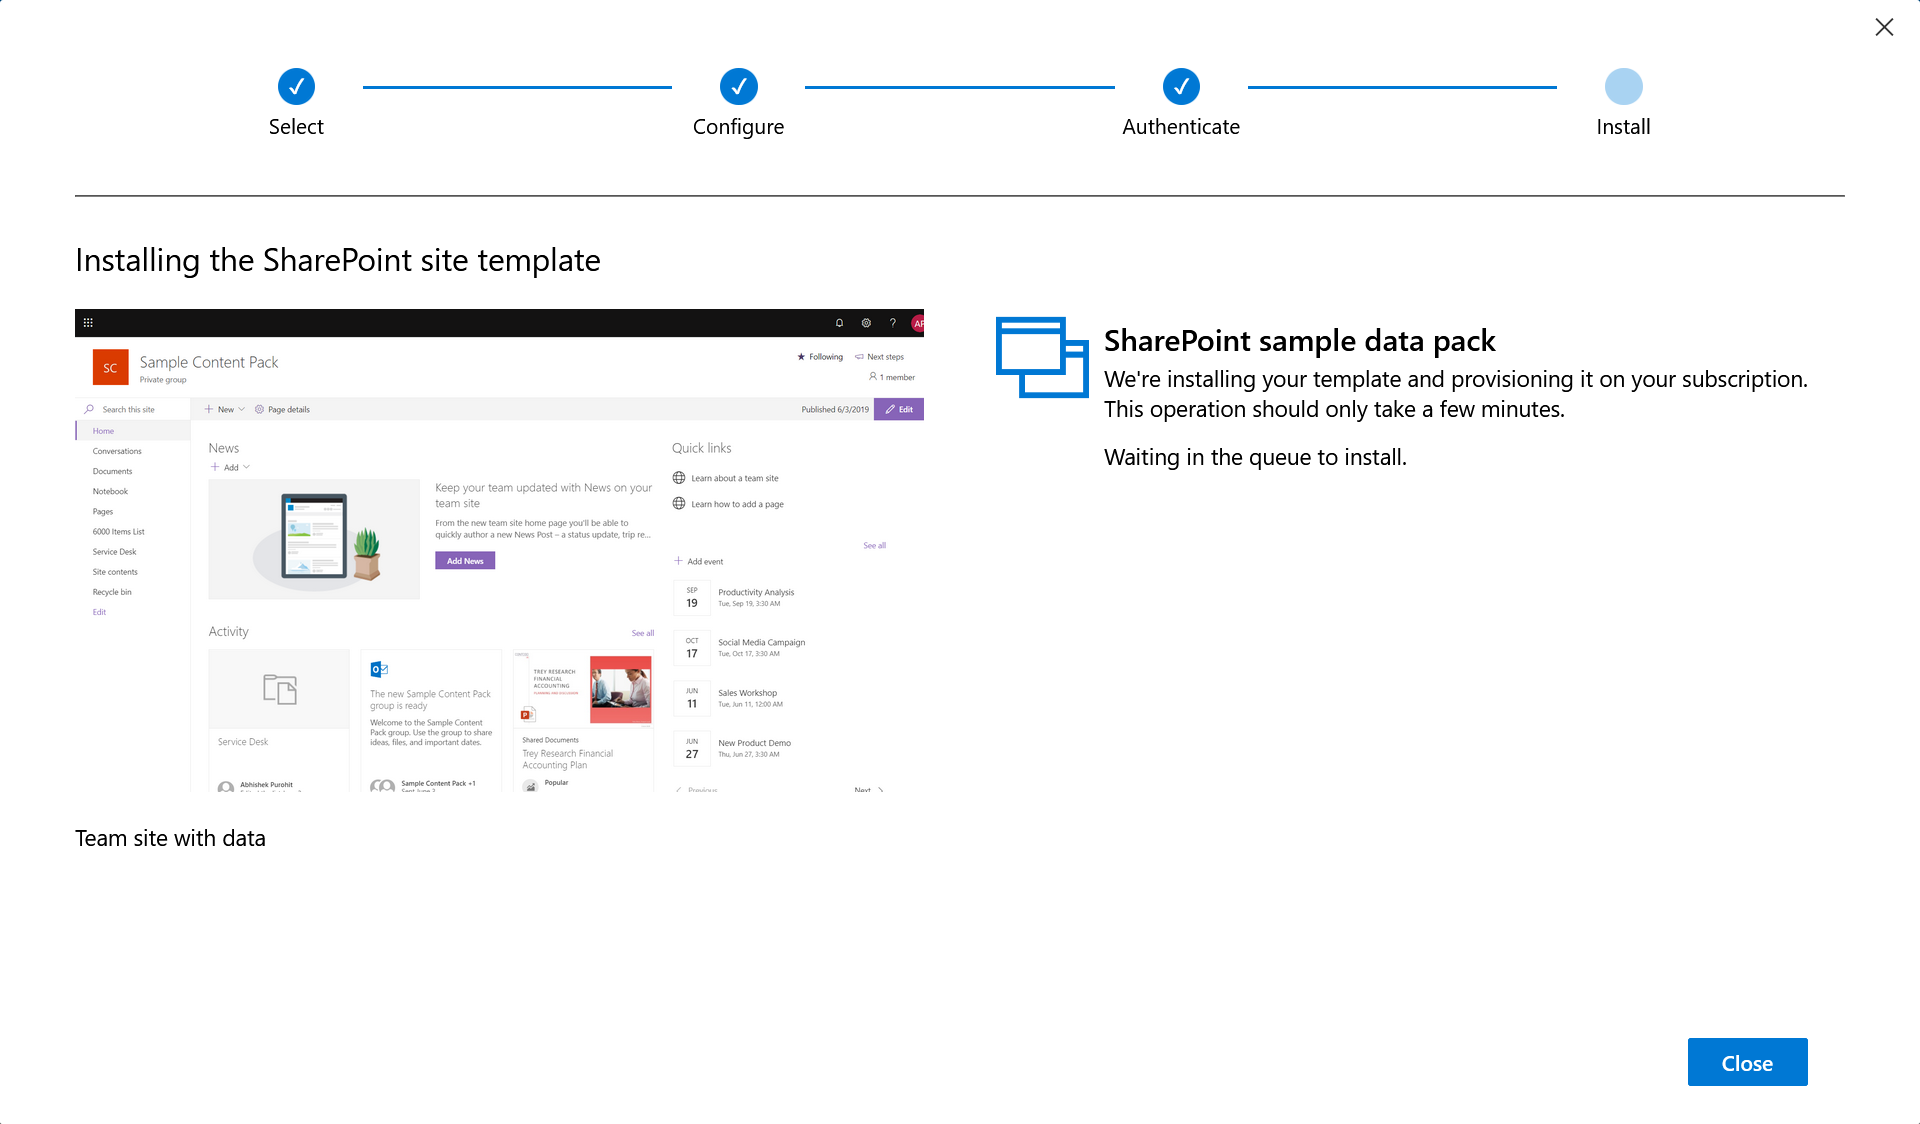 Select
Configure
Authenticate
Install
Installing the SharePoint site template
SC
Sample Content Pack
Private group
Following
Next steps
1 member
Search this site
New
Page details
Published 6/3/2019
Edit
Home
Conversations
Documents
Notebook
Pages
6000 Items List
Service Desk
Site contents
Recycle bin
Edit
News
Add
Keep your team updated with News on your
team site
From the new team site home page you'll be able to
quickly author a new News Post – a status update, trip re...
Add News
Activity
See all
Service Desk
Abhishek Purohit
The new Sample Content Pack
group is ready
Welcome to the Sample Content
Pack group. Use the group to share
ideas, files, and important dates.
Sample Content Pack +1
TREY RESEARCH
FINANCIAL
ACCOUNTING
PLANNING AND DISCUSSION
Shared Documents
Trey Research Financial
Accounting Plan
Popular
Quick links
Learn about a team site
Learn how to add a page
See all
Add event
SEP
19
Productivity Analysis
Tue, Sep 19, 3:30 AM
OCT
17
Social Media Campaign
Tue, Oct 17, 3:30 AM
JUN
11
Sales Workshop
Tue, Jun 11, 12:00 AM
JUN
27
New Product Demo
Thu, Jun 27, 3:30 AM
Previous
Next
Team site with data
SharePoint sample data pack
We're installing your template and provisioning it on your subscription.
This operation should only take a few minutes.
Waiting in the queue to install.
Close